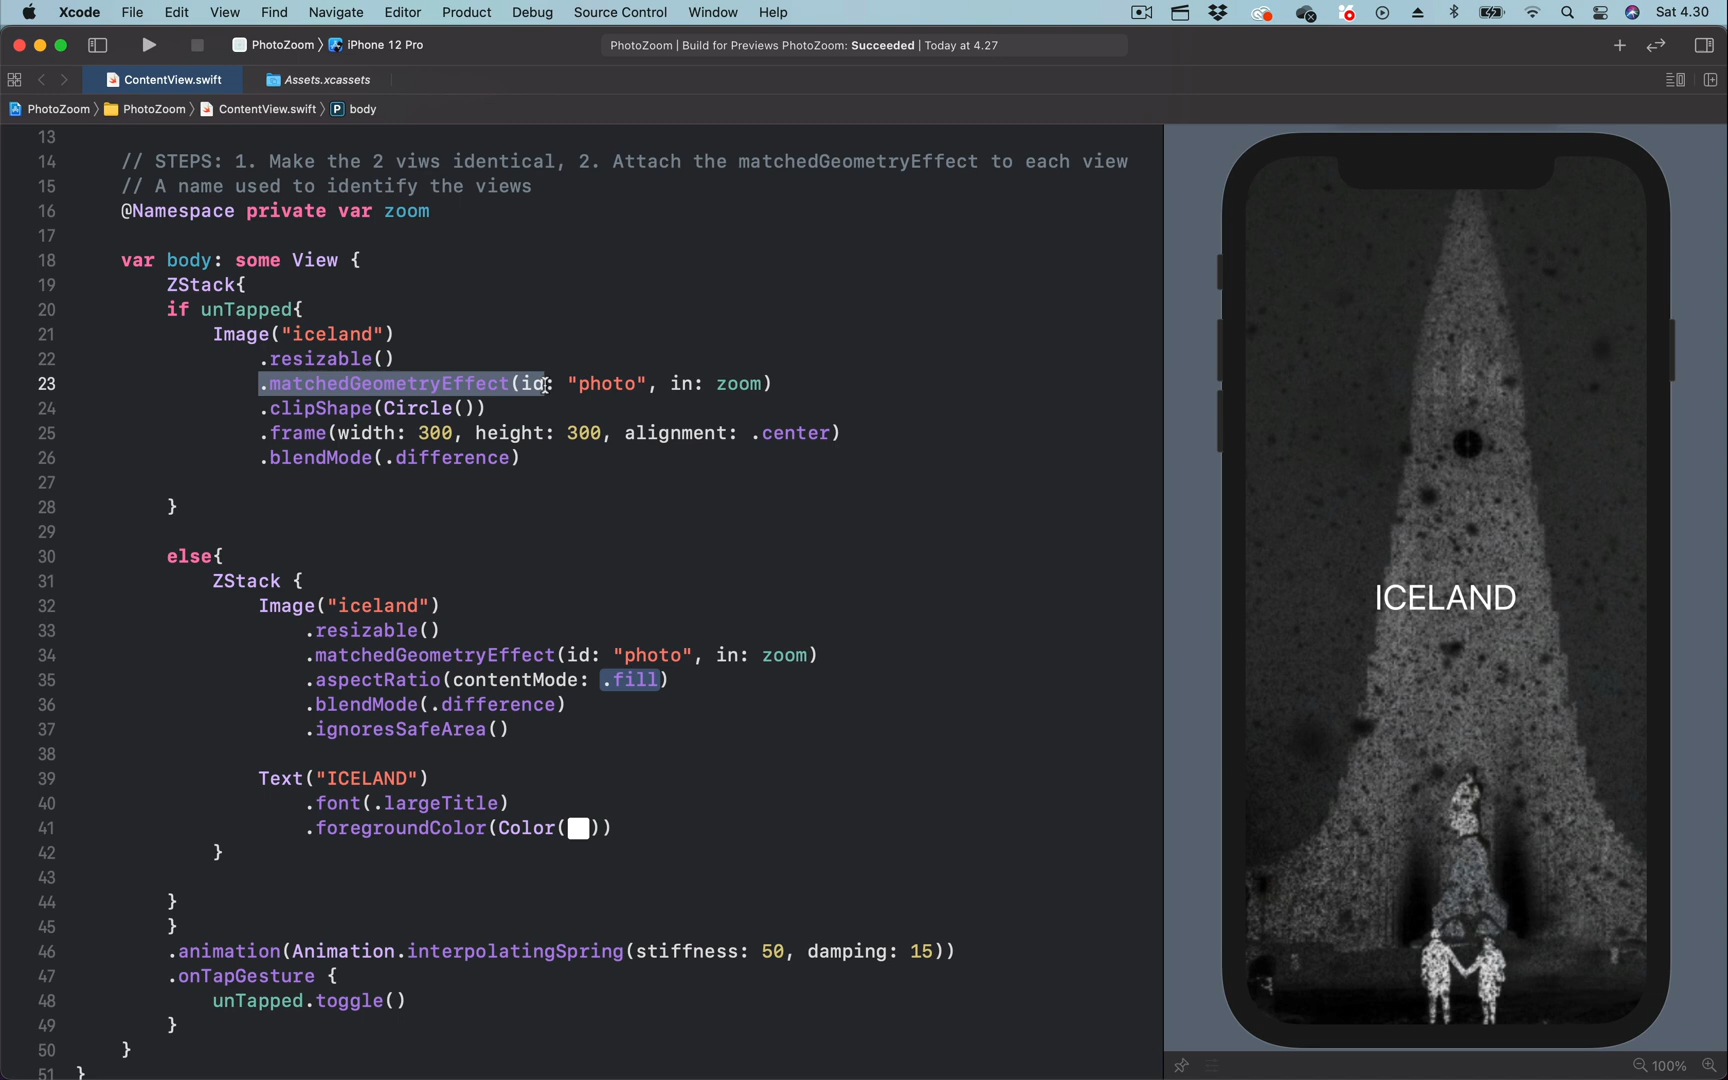 Xcode File Edit View Find Navigate Editor Product Debug Source Control Window Help Sat 4.30
PhotoZoom iPhone 12 Pro PhotoZoom | Build for Previews PhotoZoom: Succeeded | Today at 4.27
ContentView.swift Assets.xcassets
PhotoZoom PhotoZoom ContentView.swift P body
13
14 // STEPS: 1. Make the 2 viws identical, 2. Attach the matchedGeometryEffect to each view
15 // A name used to identify the views
16 @Namespace private var zoom
17
18 var body: some View {
19 ZStack{
20 if unTapped{
21 Image("iceland")
22 .resizable()
23 .matchedGeometryEffect(id: "photo", in: zoom)
24 .clipShape(Circle())
25 .frame(width: 300, height: 300, alignment: .center)
26 .blendMode(.difference)
27
28 }
29
30 else{
31 ZStack {
32 Image("iceland")
33 .resizable()
34 .matchedGeometryEffect(id: "photo", in: zoom)
35 .aspectRatio(contentMode: .fill)
36 .blendMode(.difference)
37 .ignoresSafeArea()
38
39 Text("ICELAND")
40 .font(.largeTitle)
41 .foregroundColor(Color( ))
42 }
43
44 }
45 }
46 .animation(Animation.interpolatingSpring(stiffness: 50, damping: 15))
47 .onTapGesture {
48 unTapped.toggle()
49 }
50 }
51 }
ICELAND
100%